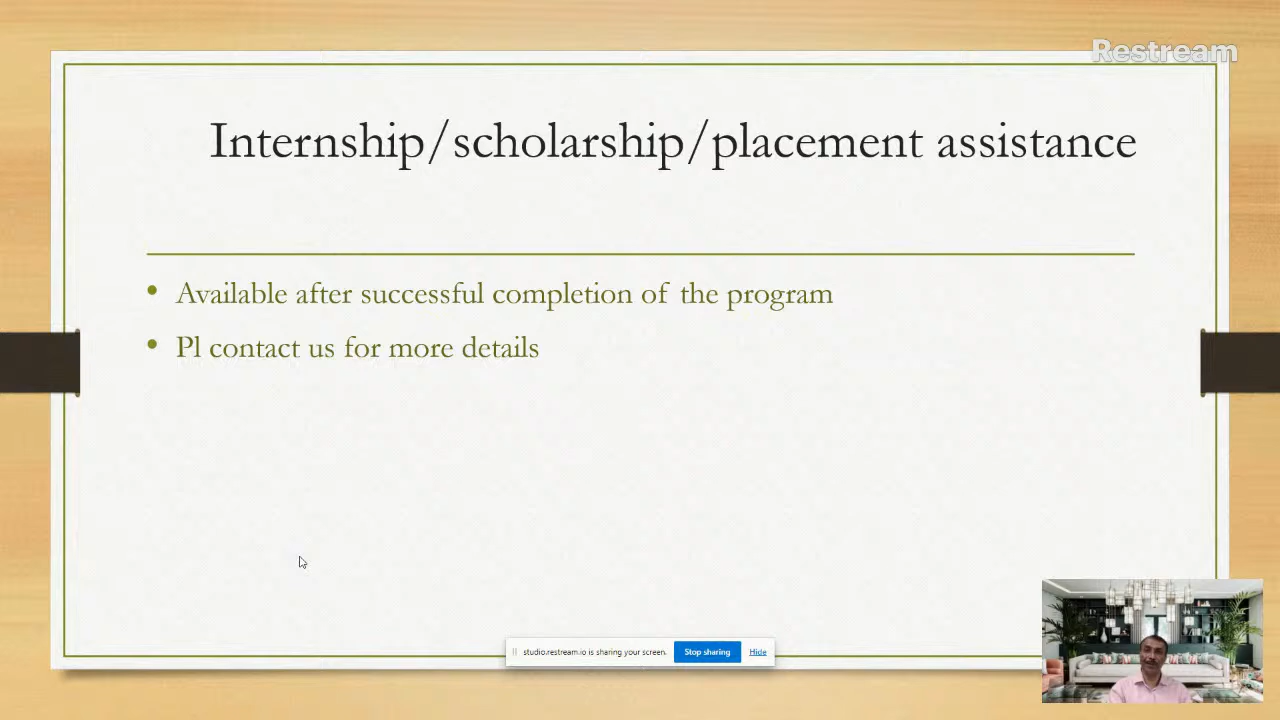 Restream
Internship/scholarship/placement assistance
• Available after successful completion of the program
• Pl contact us for more details
studio.restream.io is sharing your screen. Stop sharing Hide